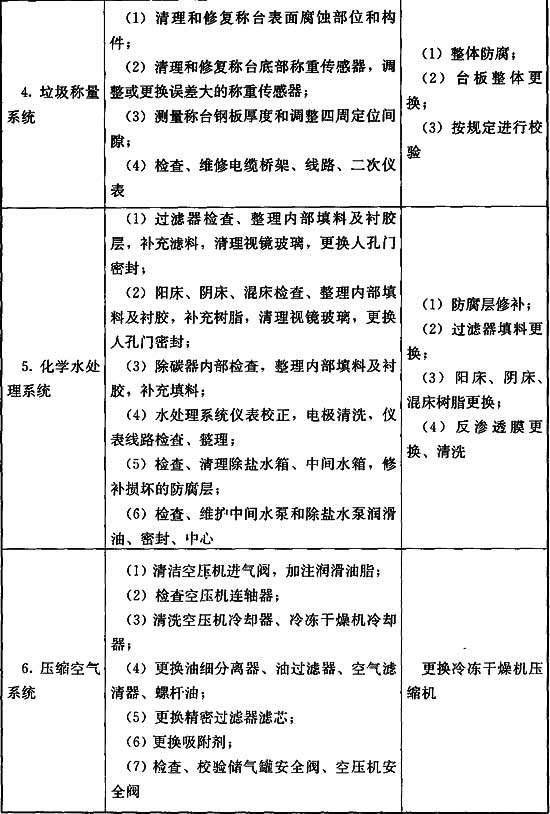 4. 垃圾称量
系统
(1) 清理和修复称台表面腐蚀部位和构
件;
(2) 清理和修复称台底部称重传感器，调
整或更换误差大的称重传感器;
(3) 测量称台钢板厚度和调整四周定位间
隙;
(4) 检查、维修电缆桥架、线路、二次仪
表
(1) 整体防腐;
(2) 台板整体更
换;
(3) 按规定进行校
验
5. 化学水处
理系统
(1) 过滤器检查、整理内部填料及衬胶
层，补充滤料，清理视镜玻璃，更换人孔门
密封;
(2) 阳床、阴床、混床检查、整理内部填
料及衬胶，补充树脂，清理视镜玻璃，更换
人孔门密封;
(3) 除碳器内部检查，整理内部填料及衬
胶，补充填料;
(4) 水处理系统仪表校正，电极清洗，仪
表线路检查、整理;
(5) 检查、清理除盐水箱、中间水箱，修
补损坏的防腐层;
(6) 检查、维护中间水泵和除盐水泵润滑
油、密封、中心
(1) 防腐层修补;
(2) 过滤器填料更
换;
(3) 阳床、阴床、
混床树脂更换;
(4) 反渗透膜更
换、清洗
6. 压缩空气
系统
(1) 清洁空压机进气阀，加注润滑油脂;
(2) 检查空压机连轴器;
(3) 清洗空压机冷却器、冷冻干燥机冷却
器;
(4) 更换油细分离器、油过滤器、空气滤
清器、螺杆油;
(5) 更换精密过滤器滤芯;
(6) 更换吸附剂;
(7) 检查、校验储气罐安全阀、空压机安
全阀
更换冷冻干燥机压
缩机